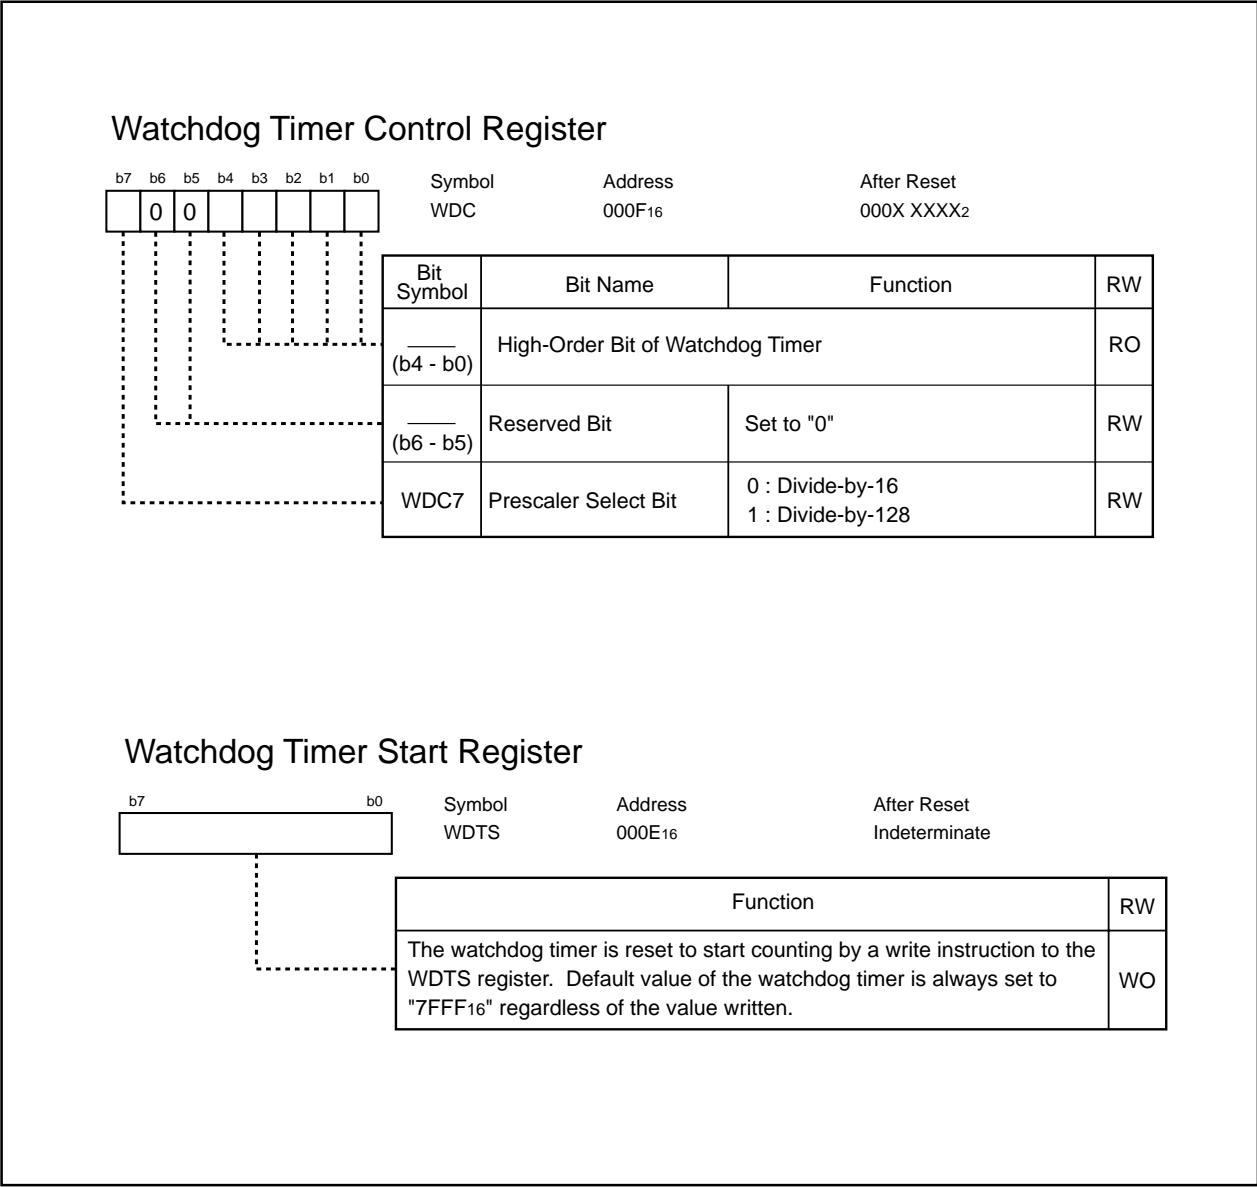 Watchdog Timer Control Register
b7 b6 b5 b4 b3 b2 b1 b0
Symbol Address After Reset
0 0
WDC 000F16 000X XXXX2
Bit Symbol Bit Name Function RW
(b4 - b0) High-Order Bit of Watchdog Timer RO
(b6 - b5) Reserved Bit Set to "0" RW
WDC7 Prescaler Select Bit 0 : Divide-by-16
1 : Divide-by-128 RW
Watchdog Timer Start Register
b7 b0
Symbol Address After Reset
WDTS 000E16 Indeterminate
Function RW
The watchdog timer is reset to start counting by a write instruction to the
WDTS register. Default value of the watchdog timer is always set to
"7FFF16" regardless of the value written.
WO